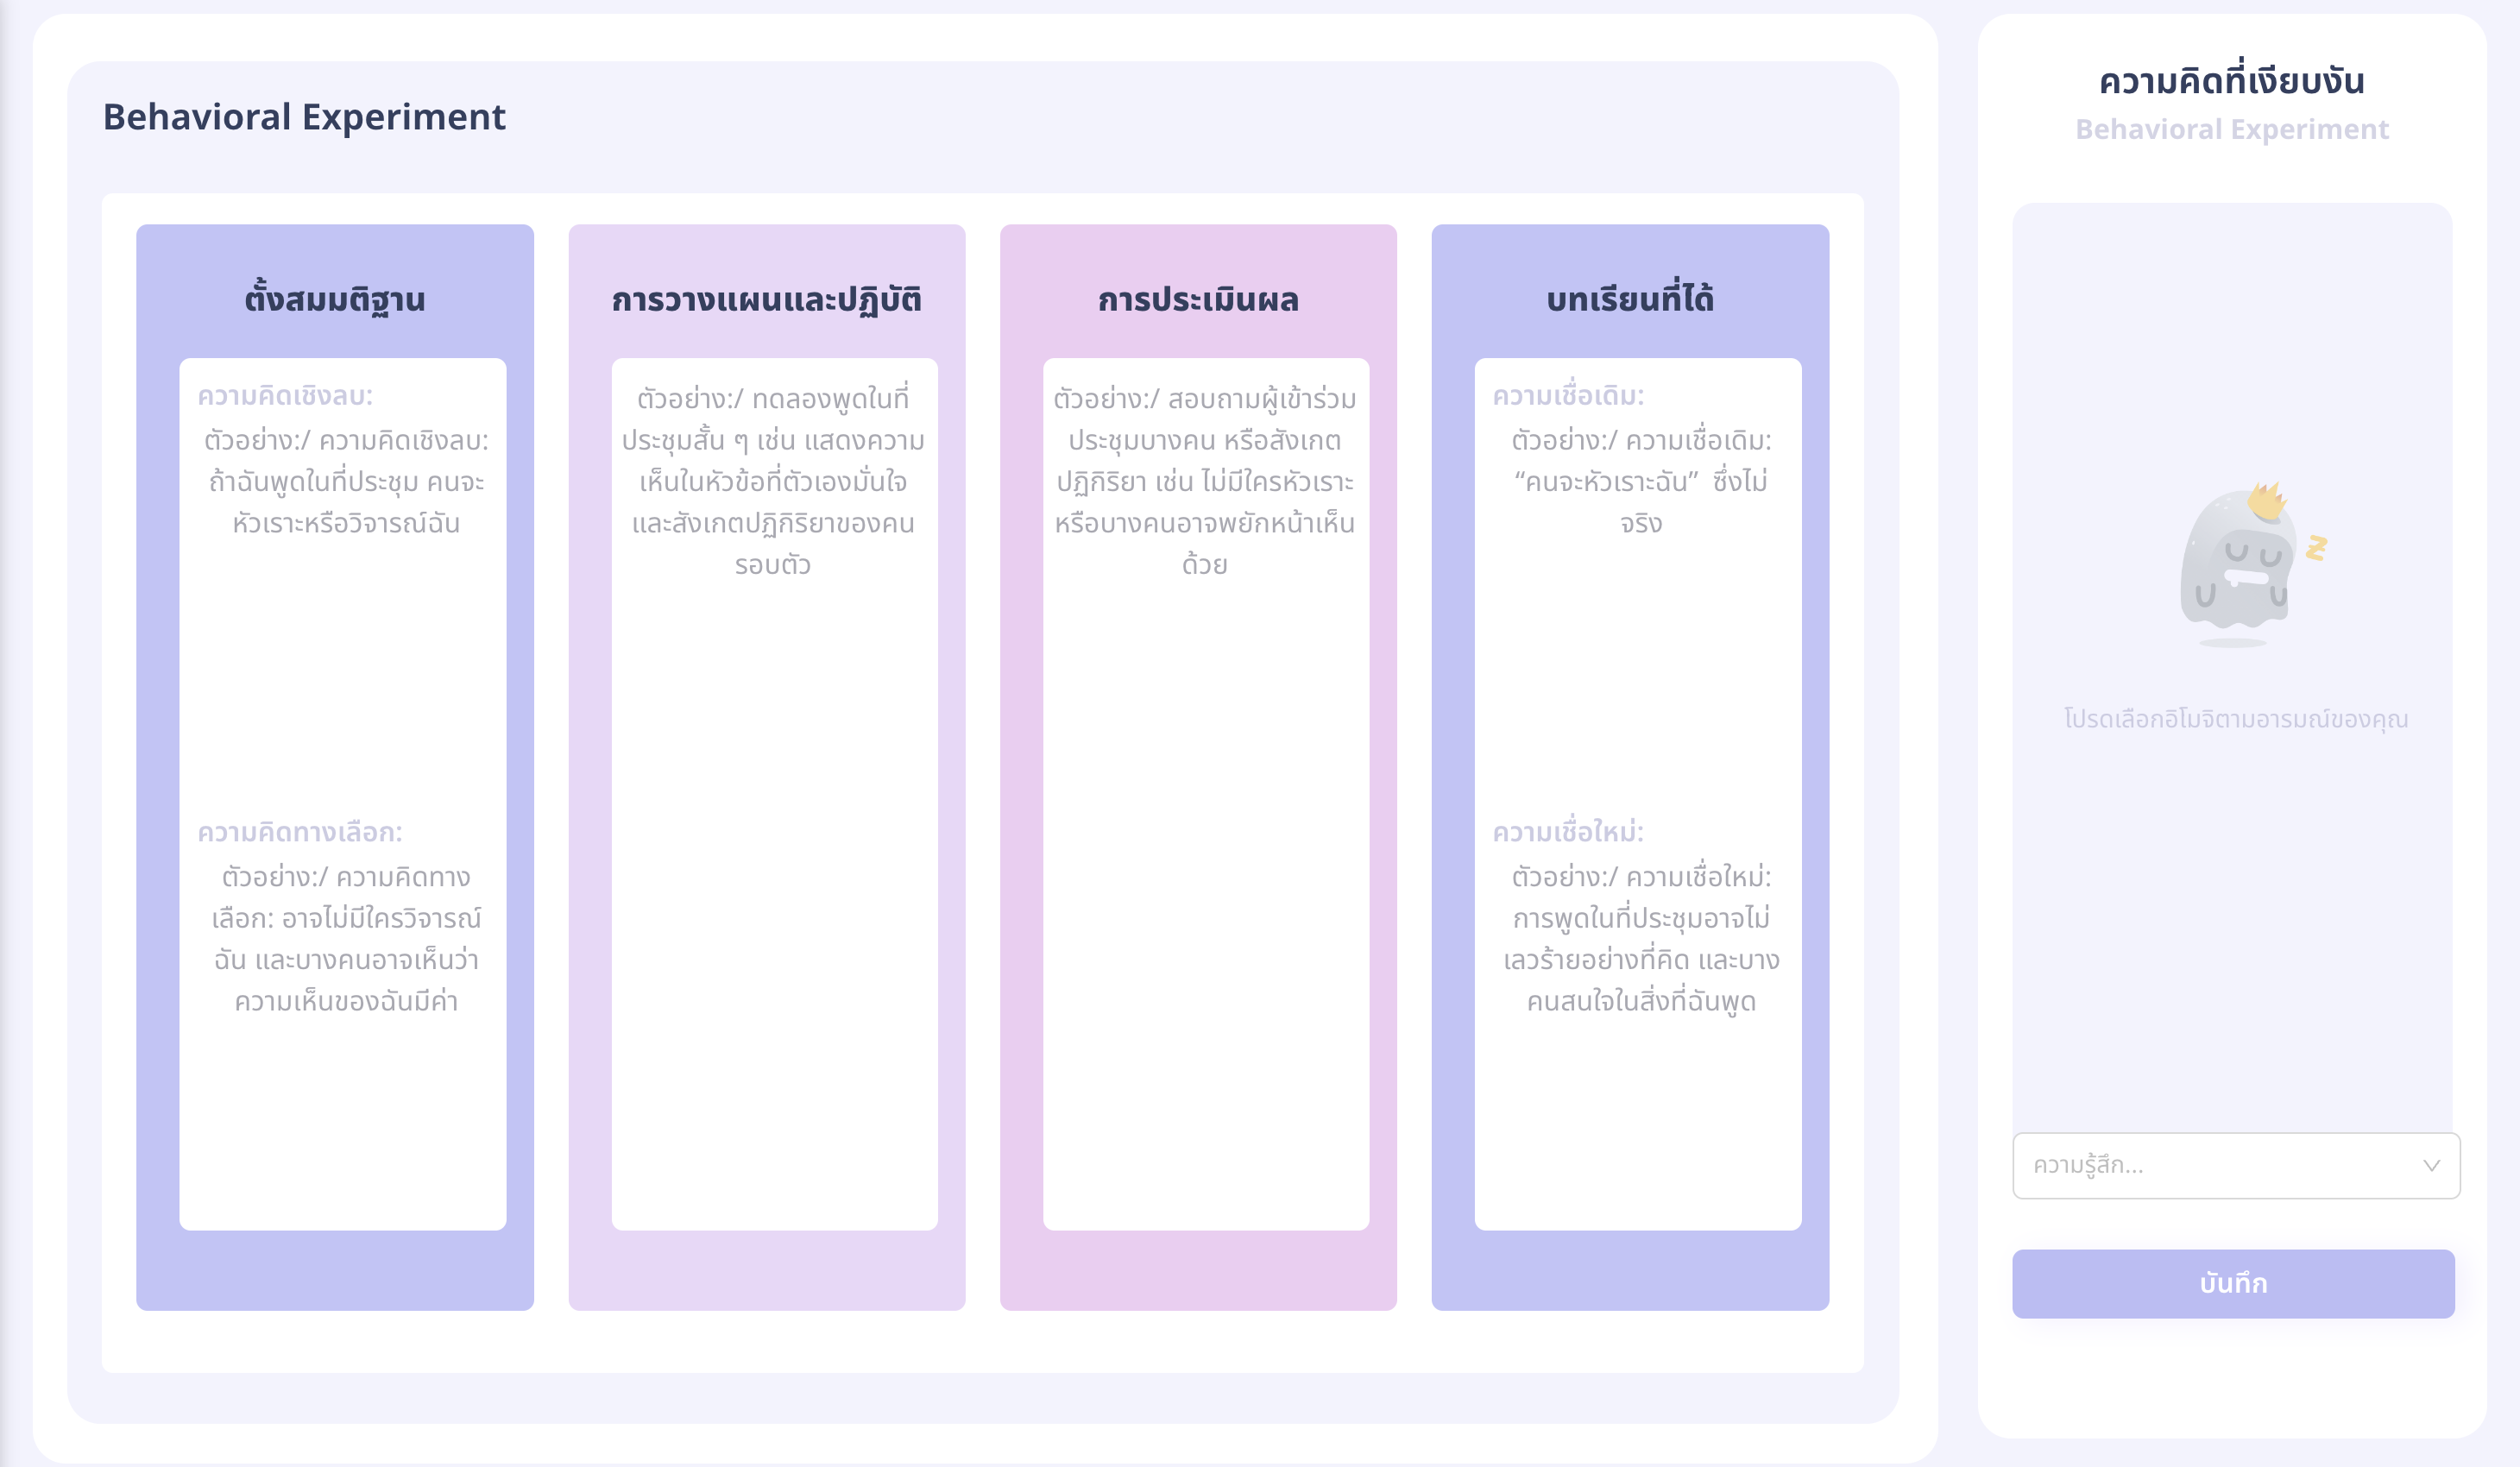 Behavioral Experiment
ตั้งสมมติฐาน
ความคิดเชิงลบ:
ตัวอย่าง:/ ความคิดเชิงลบ:
ถ้าฉันพูดในที่ประชุม คนจะ
หัวเราะหรือวิจารณ์ฉัน
ความคิดทางเลือก:
ตัวอย่าง:/ ความคิดทาง
เลือก: อาจไม่มีใครวิจารณ์
ฉัน และบางคนอาจเห็นว่า
ความเห็นของฉันมีค่า
การวางแผนและปฏิบัติ
ตัวอย่าง:/ ทดลองพูดในที่
ประชุมสั้น ๆ เช่น แสดงความ
เห็นในหัวข้อที่ตัวเองมั่นใจ
และสังเกตปฏิกิริยาของคน
รอบตัว
การประเมินผล
ตัวอย่าง:/ สอบถามผู้เข้าร่วม
ประชุมบางคน หรือสังเกต
ปฏิกิริยา เช่น ไม่มีใครหัวเราะ
หรือบางคนอาจพยักหน้าเห็น
ด้วย
บทเรียนที่ได้
ความเชื่อเดิม:
ตัวอย่าง:/ ความเชื่อเดิม:
“คนจะหัวเราะฉัน” ซึ่งไม่
จริง
ความเชื่อใหม่:
ตัวอย่าง:/ ความเชื่อใหม่:
การพูดในที่ประชุมอาจไม่
เลวร้ายอย่างที่คิด และบาง
คนสนใจในสิ่งที่ฉันพูด
ความคิดที่เงียบงัน
Behavioral Experiment
โปรดเลือกอิโมจิตามอารมณ์ของคุณ
ความรู้สึก...
บันทึก